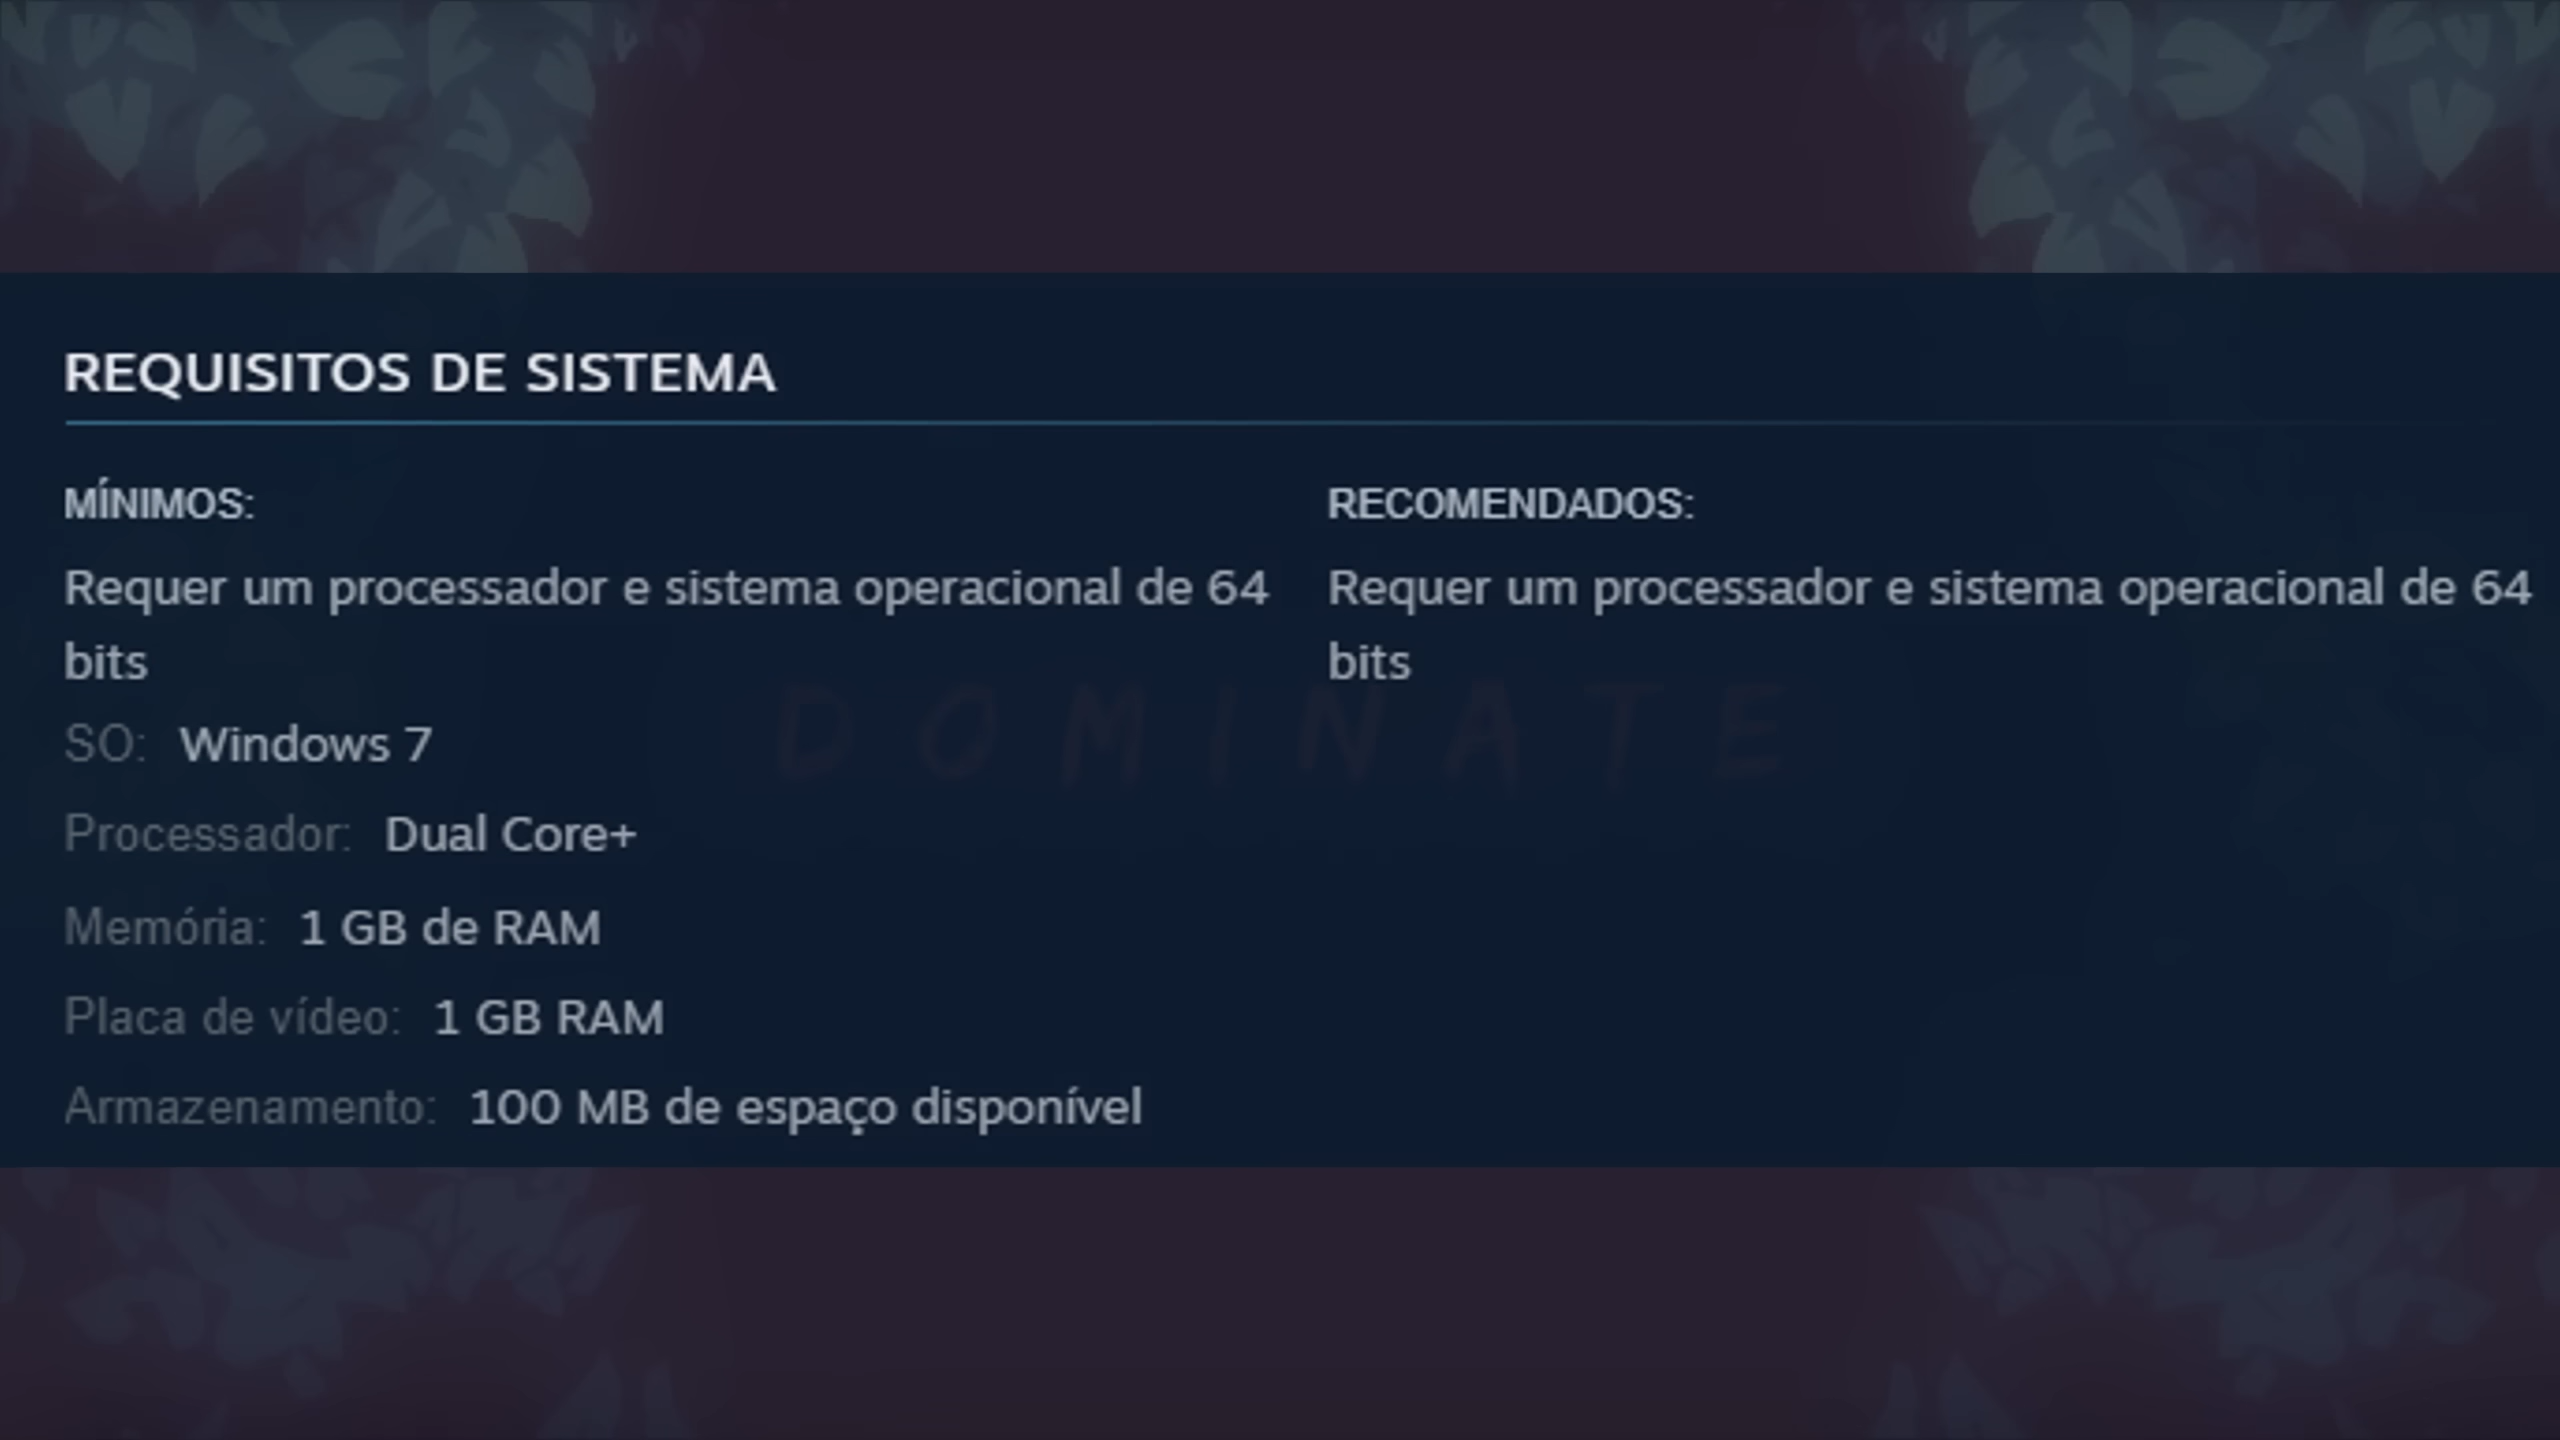 REQUISITOS DE SISTEMA
MÍNIMOS:
Requer um processador e sistema operacional de 64
bits
SO: Windows 7
Processador: Dual Core+
Memória: 1 GB de RAM
Placa de vídeo: 1 GB RAM
Armazenamento: 100 MB de espaço disponível
RECOMENDADOS:
Requer um processador e sistema operacional de 64
bits
DOMINATE